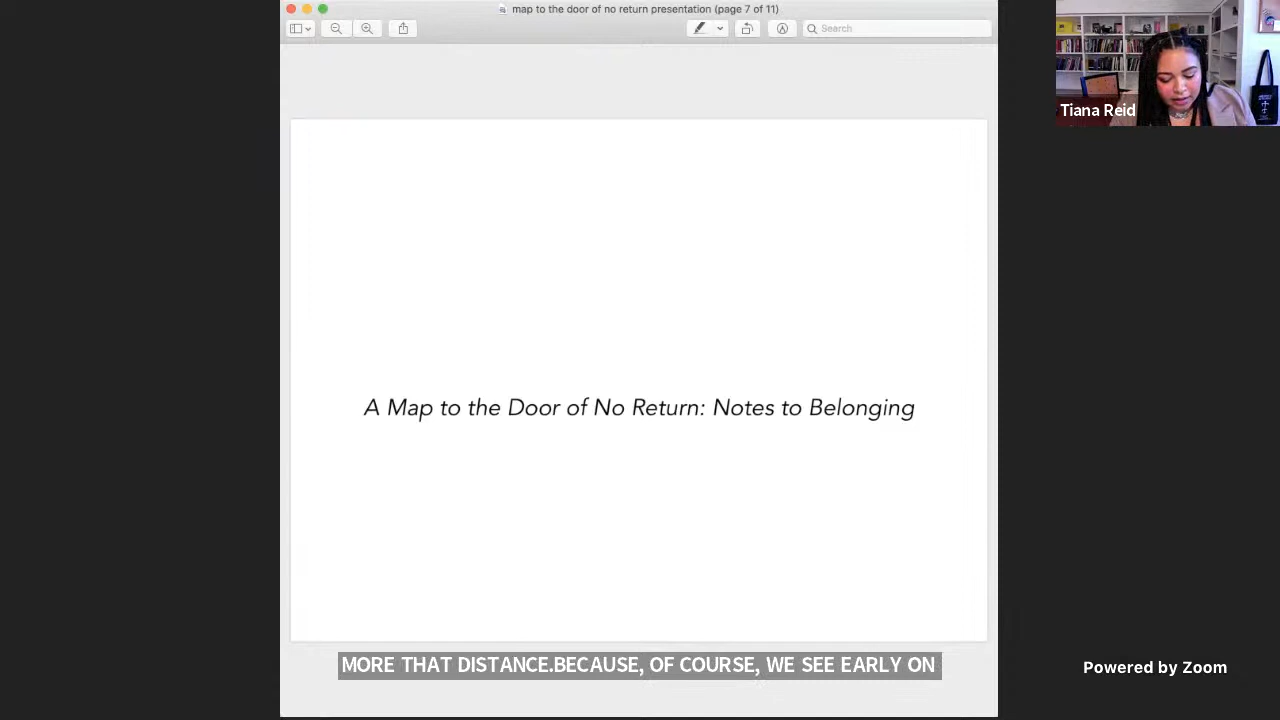 map to the door of no return presentation (page 7 of 11)
Search
Tiana Reid
A Map to the Door of No Return: Notes to Belonging
MORE THAT DISTANCE.BECAUSE, OF COURSE, WE SEE EARLY ON
Powered by Zoom